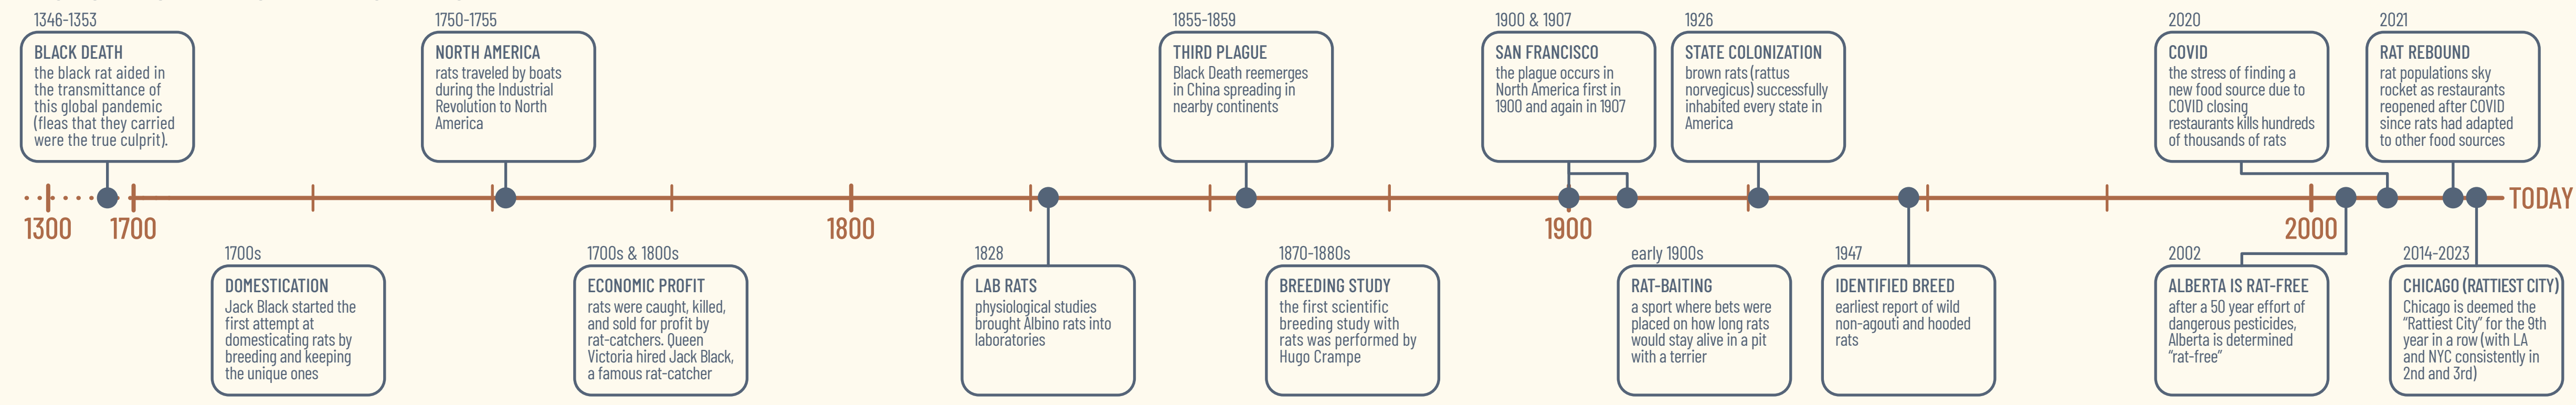 1346-1353
BLACK DEATH
the black rat aided in
the transmittance of
this global pandemic
(fleas that they carried
were the true culprit).
1750-1755
NORTH AMERICA
rats traveled by boats
during the Industrial
Revolution to North
America
1855-1859
THIRD PLAGUE
Black Death reemerges
in China spreading in
nearby continents
1900 & 1907
SAN FRANCISCO
the plague occurs in
North America first in
1900 and again in 1907
1926
STATE COLONIZATION
brown rats (rattus
norvegicus) successfully
inhabited every state in
America
2020
COVID
the stress of finding a
new food source due to
COVID closing
restaurants kills hundreds
of thousands of rats
2021
RAT REBOUND
rat populations sky
rocket as restaurants
reopened after COVID
since rats had adapted
to other food sources
1300
1700
1800
1900
2000
TODAY
1700s
DOMESTICATION
Jack Black started the
first attempt at
domesticating rats by
breeding and keeping
the unique ones
1700s & 1800s
ECONOMIC PROFIT
rats were caught, killed,
and sold for profit by
rat-catchers. Queen
Victoria hired Jack Black,
a famous rat-catcher
1828
LAB RATS
physiological studies
brought Albino rats into
laboratories
1870-1880s
BREEDING STUDY
the first scientific
breeding study with
rats was performed by
Hugo Crampe
early 1900s
RAT-BAITING
a sport where bets were
placed on how long rats
would stay alive in a pit
with a terrier
1947
IDENTIFIED BREED
earliest report of wild
non-agouti and hooded
rats
2002
ALBERTA IS RAT-FREE
after a 50 year effort of
dangerous pesticides,
Alberta is determined
“rat-free”
2014-2023
CHICAGO (RATTIEST CITY)
Chicago is deemed the
“Rattiest City” for the 9th
year in a row (with LA
and NYC consistently in
2nd and 3rd)